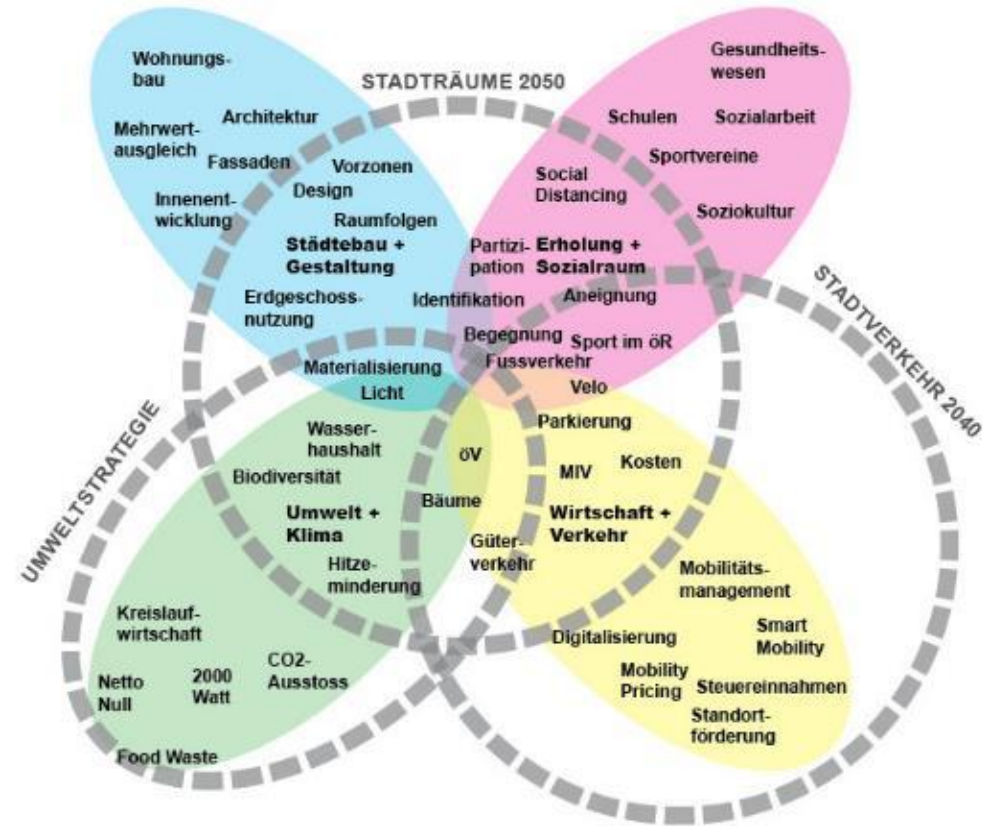 STADTRÄUME 2050
Wohnungs-
bau
Architektur
Mehrwert-
ausgleich
Fassaden
Vorzonen
Design
Innenent-
wicklung
Raumfolgen
Städtebau +
Gestaltung
Erdgeschoss-
nutzung
Identifikation
Materialisierung
Licht
Gesundheits-
wesen
Schulen
Sozialarbeit
Sportvereine
Social
Distancing
Soziokultur
Partizi-
pation
Erholung +
Sozialraum
Aneignung
Begegnung
Sport im öR
Fussverkehr
Velo
STADTVERKEHR 2040
UMWELTSTRATEGIE
Wasser-
haushalt
Biodiversität
öV
Bäume
Umwelt +
Klima
Hitze-
minderung
Kreislauf-
wirtschaft
CO2-
Ausstoss
2000
Watt
Netto
Null
Food Waste
Parkierung
MIV
Kosten
Wirtschaft +
Verkehr
Güter-
verkehr
Mobilitäts-
management
Digitalisierung
Smart
Mobility
Mobility
Pricing
Steuereinnahmen
Standort-
förderung